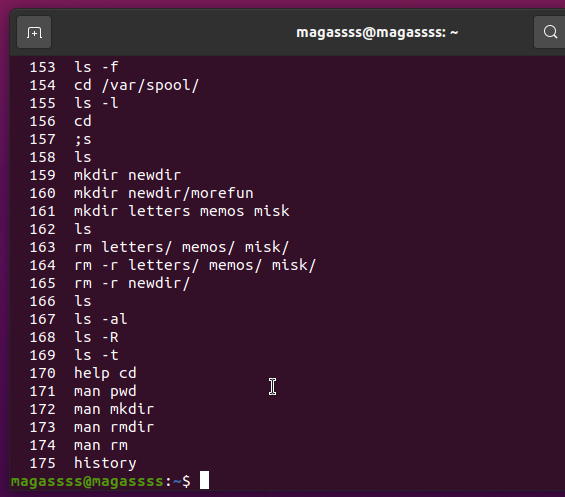 magassss@magassss: ~
153 ls -f
154 cd /var/spool/
155 ls -l
156 cd
157 ;s
158 ls
159 mkdir newdir
160 mkdir newdir/morefun
161 mkdir letters memos misk
162 ls
163 rm letters/ memos/ misk/
164 rm -r letters/ memos/ misk/
165 rm -r newdir/
166 ls
167 ls -al
168 ls -R
169 ls -t
170 help cd
171 man pwd
172 man mkdir
173 man rmdir
174 man rm
175 history
magassss@magassss:~$